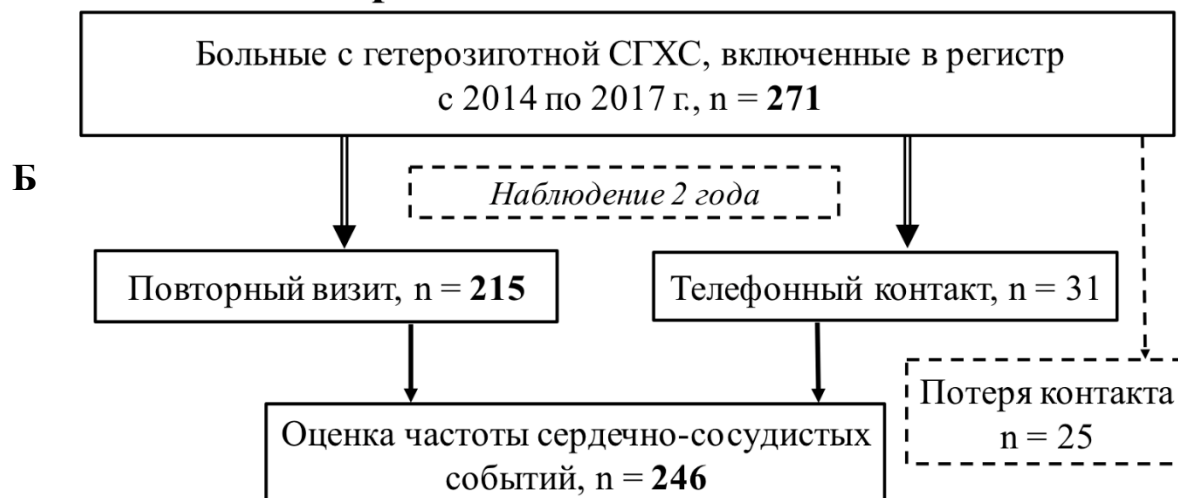 Больные с гетерозиготной СГХС, включенные в регистр
с 2014 по 2017 г., n = 271
Б
Наблюдение 2 года
Повторный визит, n = 215
Телефонный контакт, n = 31
Потеря контакта
n = 25
Оценка частоты сердечно-сосудистых
событий, n = 246